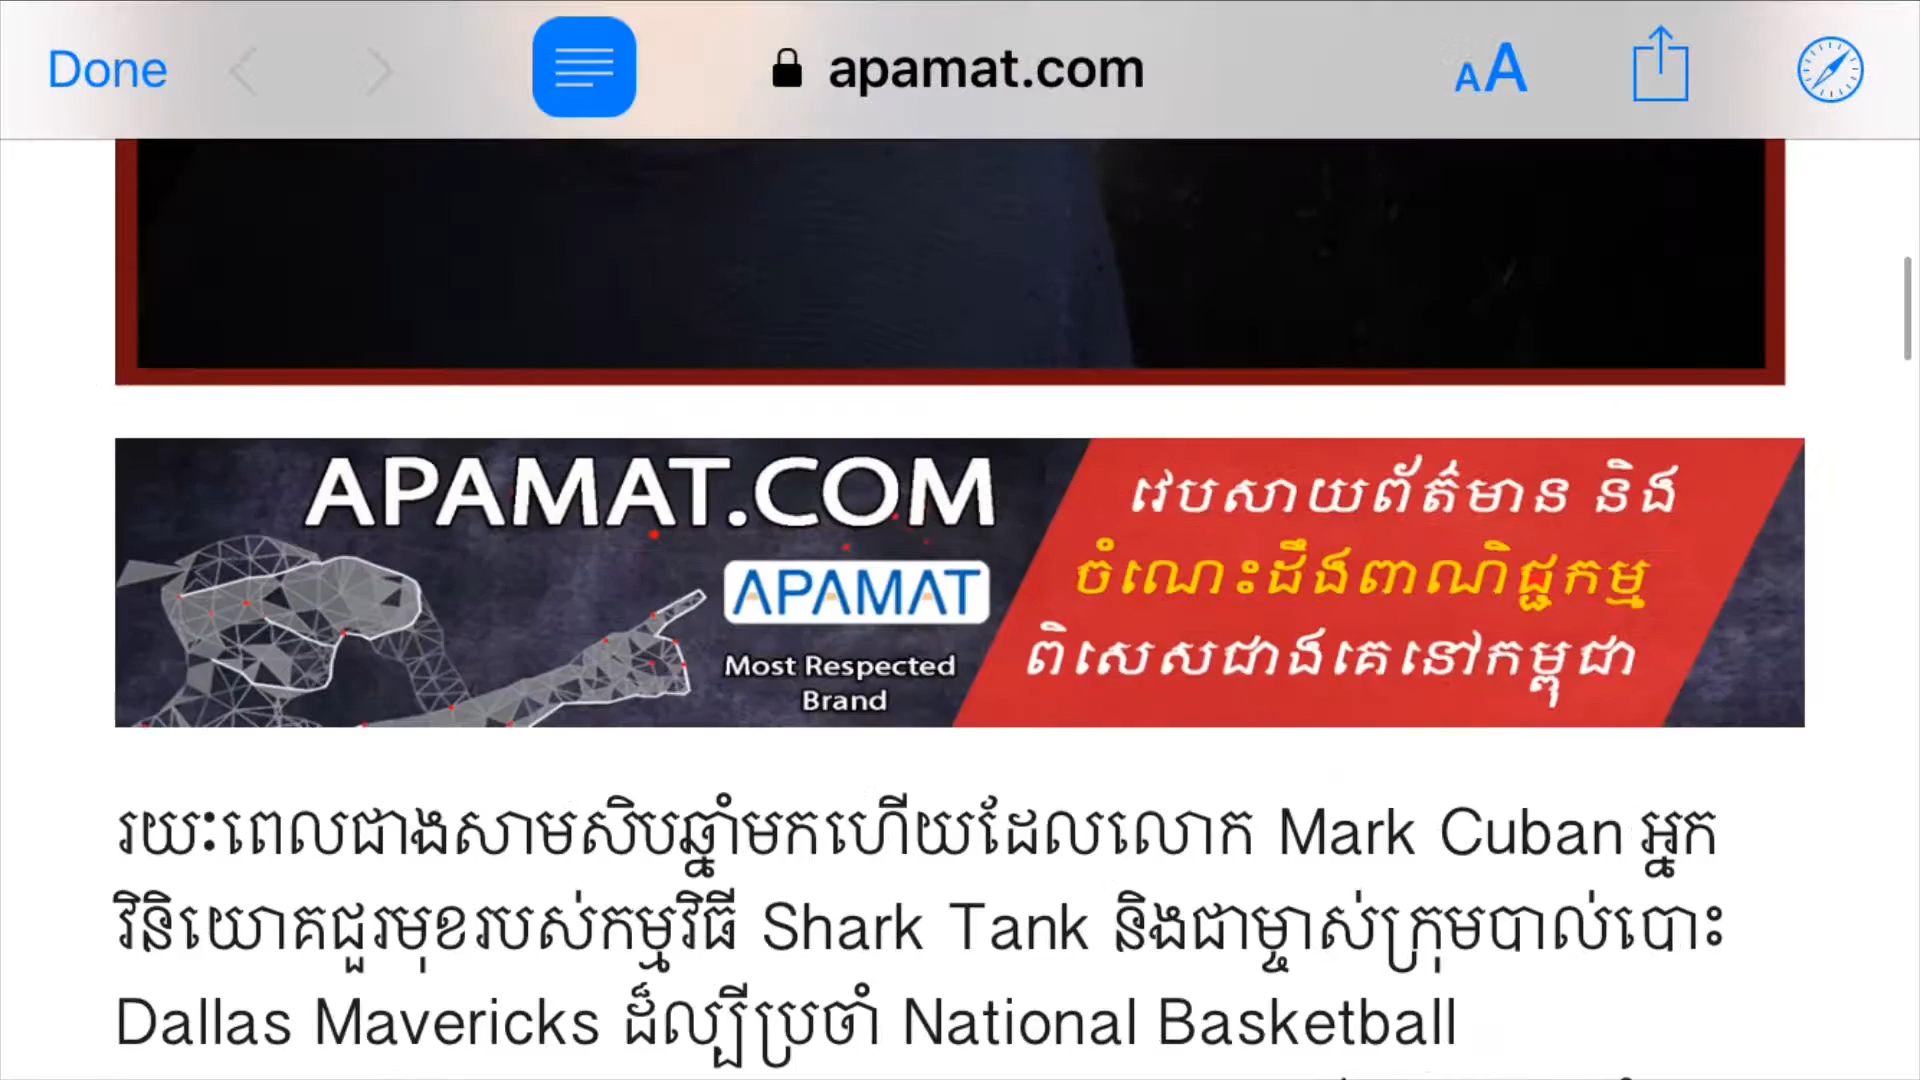 Done
apamat.com
AA
APAMAT.COM
APAMAT
Most Respected
Brand
វេបសាយព័ត៌មាន និង
ចំណេះដឹងពាណិជ្ជកម្ម
ពិសេសជាងគេនៅកម្ពុជា
រយៈពេលជាងសាមសិបឆ្នាំមកហើយដែលលោក Mark Cuban អ្នក
វិនិយោគជួរមុខរបស់កម្មវិធី Shark Tank និងជាម្ចាស់ក្រុមបាល់បោះ
Dallas Mavericks ដ៏ល្បីប្រចាំ National Basketball